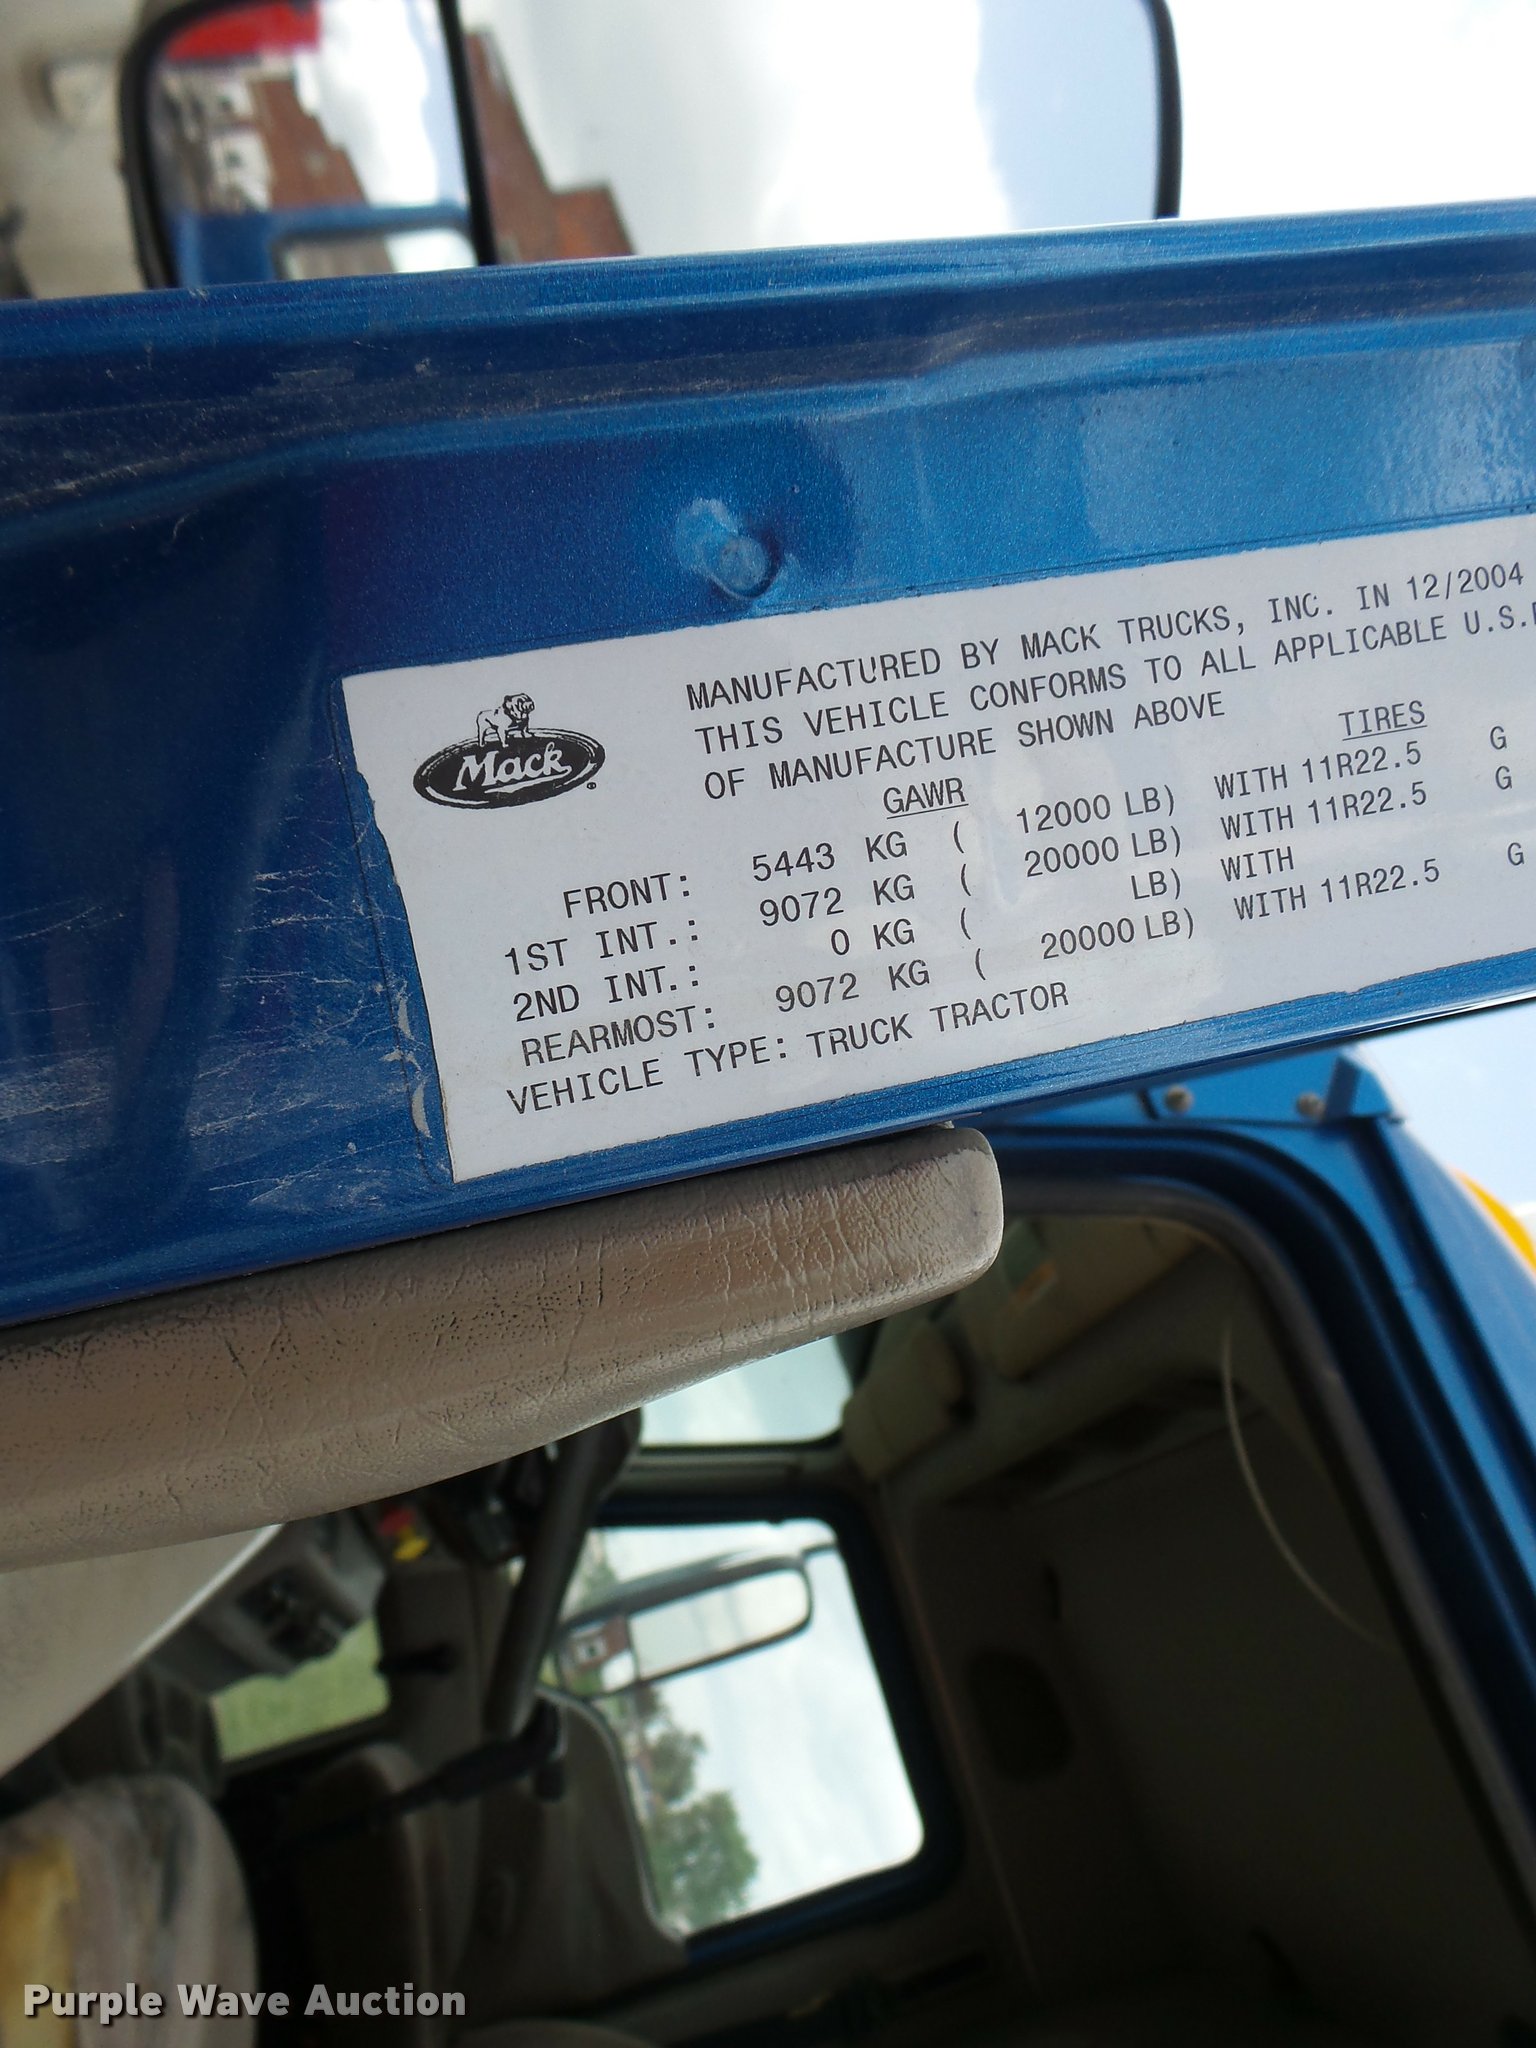 Mack
MANUFACTURED BY MACK TRUCKS, INC. IN 12/2004
THIS VEHICLE CONFORMS TO ALL APPLICABLE U.S.
OF MANUFACTURE SHOWN ABOVE
GAWR TIRES
FRONT: 5443 KG ( 12000 LB) WITH 11R22.5 G
1ST INT.: 9072 KG ( 20000 LB) WITH 11R22.5 G
2ND INT.: 0 KG ( LB) WITH
REARMOST: 9072 KG ( 20000 LB) WITH 11R22.5 G
VEHICLE TYPE: TRUCK TRACTOR
Purple Wave Auction